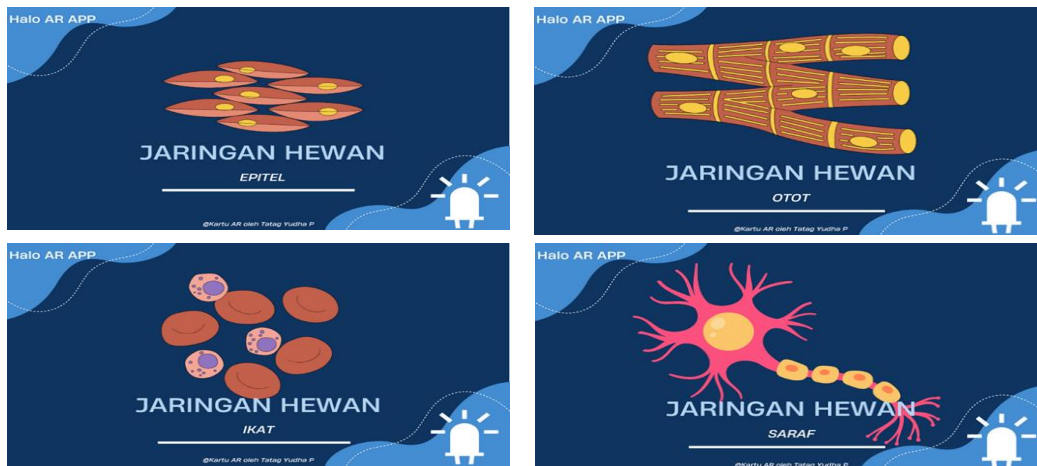 Halo AR APP
JARINGAN HEWAN
EPITEL
@Kartu AR oleh Tatag Yudha P
Halo AR APP
JARINGAN HEWAN
OTOT
@Kartu AR oleh Tatag Yudha P
Halo AR APP
JARINGAN HEWAN
IKAT
@Kartu AR oleh Tatag Yudha P
Halo AR APP
JARINGAN HEWAN
SARAF
@Kartu AR oleh Tatag Yudha P